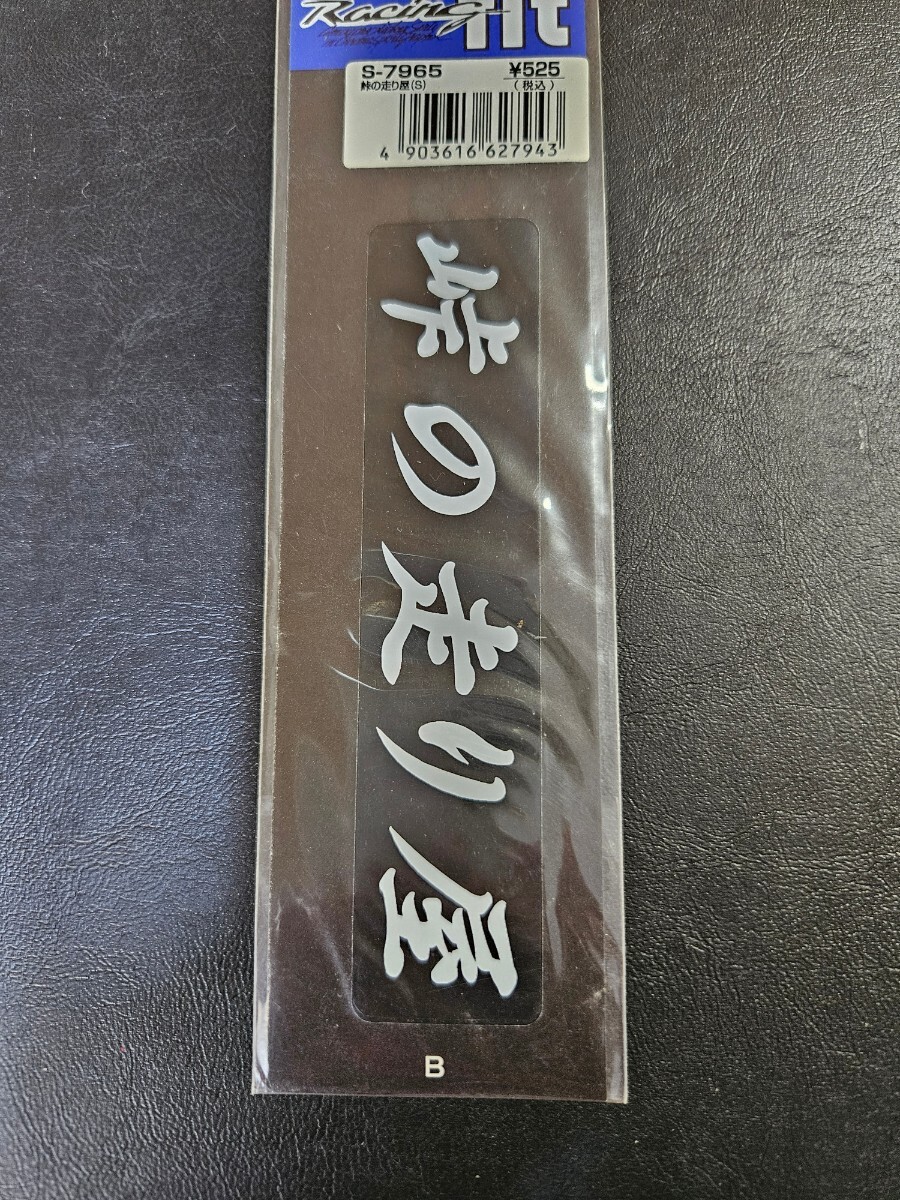 Racing
S-7965 ¥525
峠の走り屋(S) (税込)
4 903616 627943
峠の走り屋
B